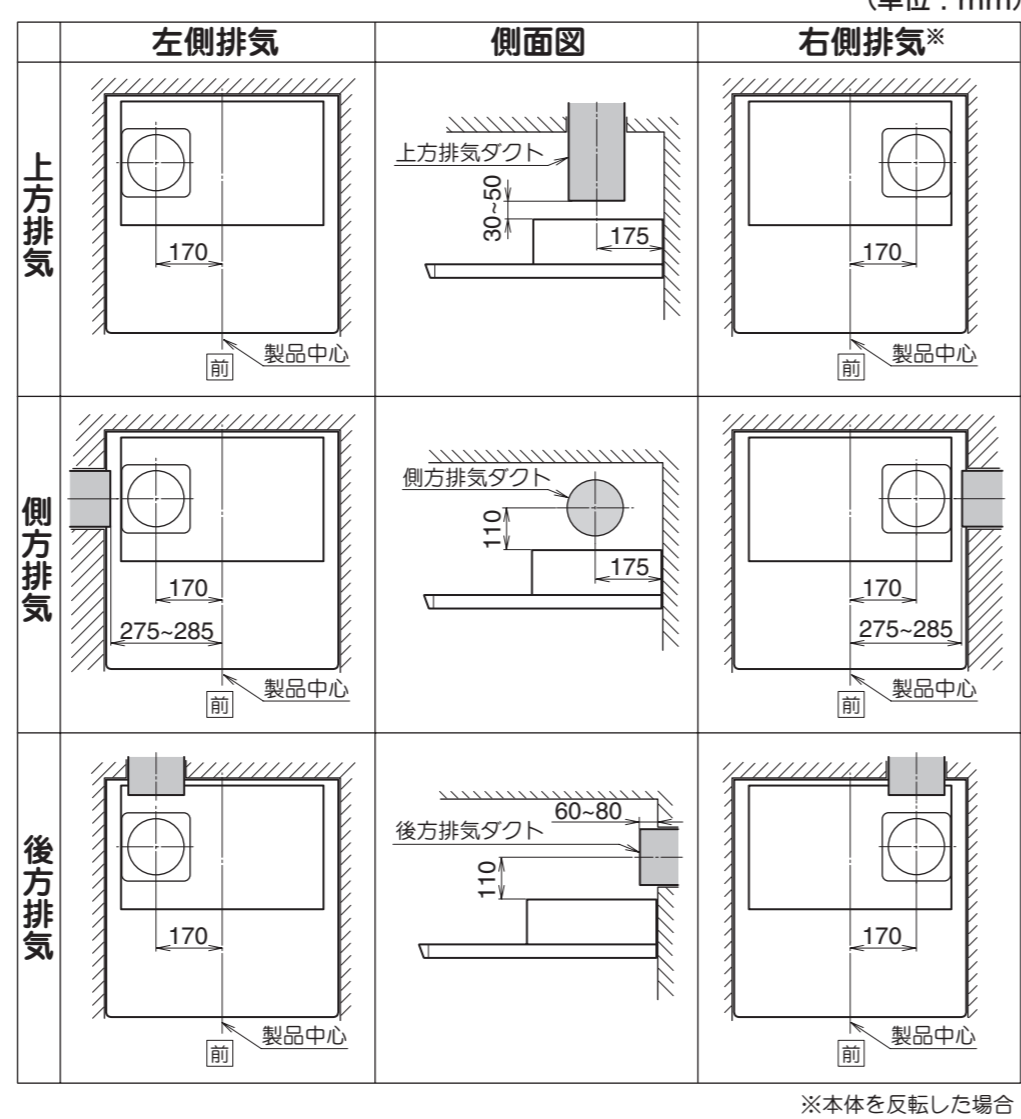 (単位:mm)
左側排気 側面図 右側排気※
上方排気
170
製品中心
前
上方排気ダクト
30~50
175
170
製品中心
前
側方排気
170
275~285
製品中心
前
側方排気ダクト
110
175
170
275~285
製品中心
前
後方排気
170
製品中心
前
60~80
後方排気ダクト
110
170
製品中心
前
※本体を反転した場合